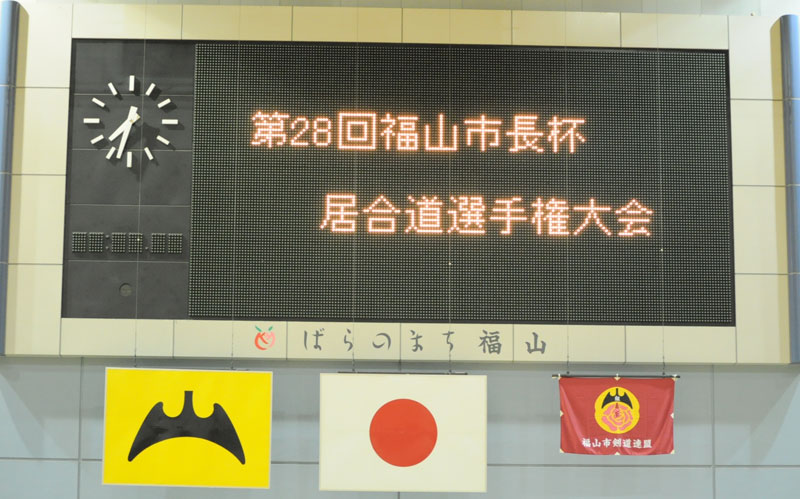 第28回福山市長杯
居合道選手権大会
ばらのまち福山
福山市剣道連盟